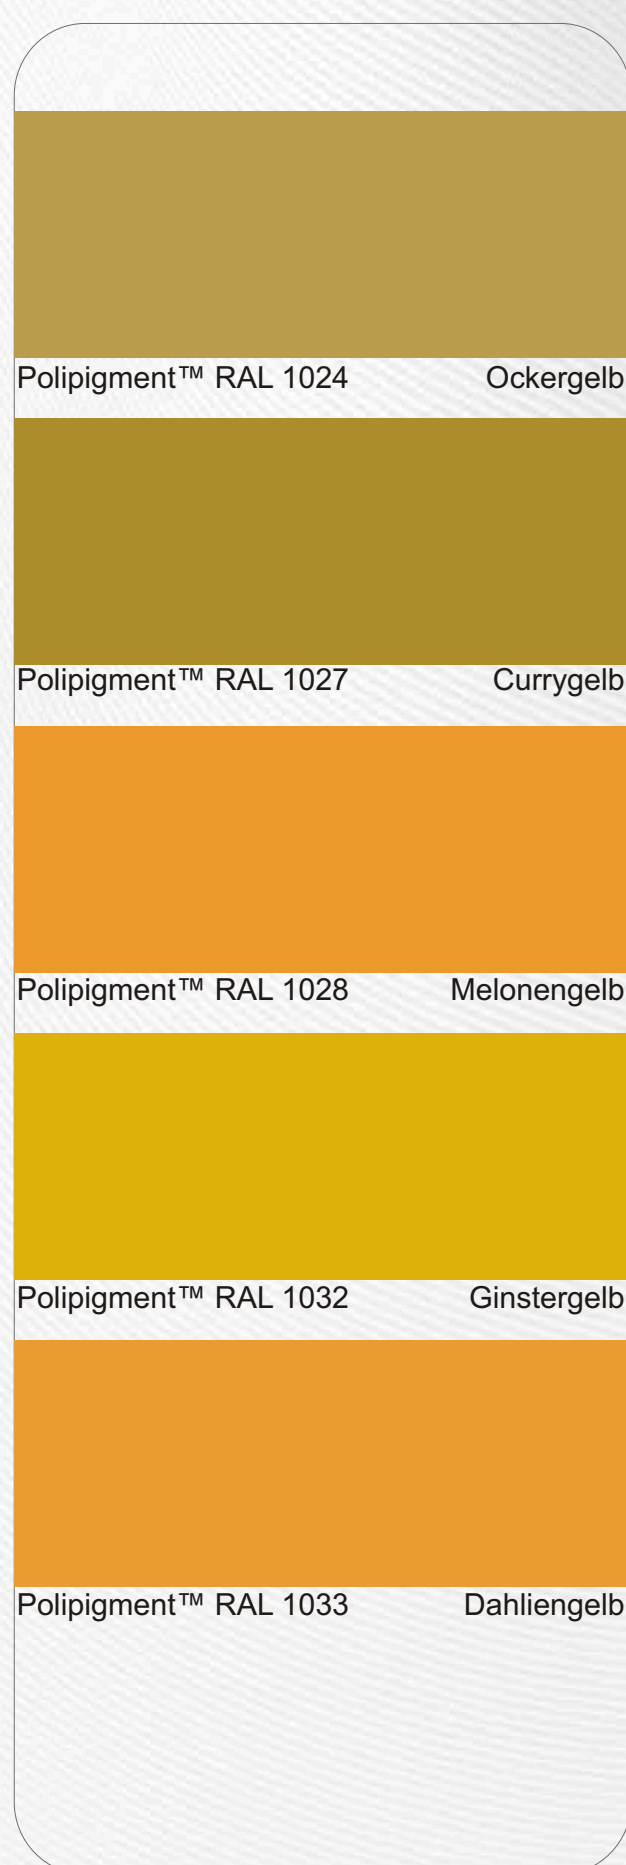 Polipigment™ RAL 1024 Ockergelb
Polipigment™ RAL 1027 Currygelb
Polipigment™ RAL 1028 Melonengelb
Polipigment™ RAL 1032 Ginstergelb
Polipigment™ RAL 1033 Dahliengelb